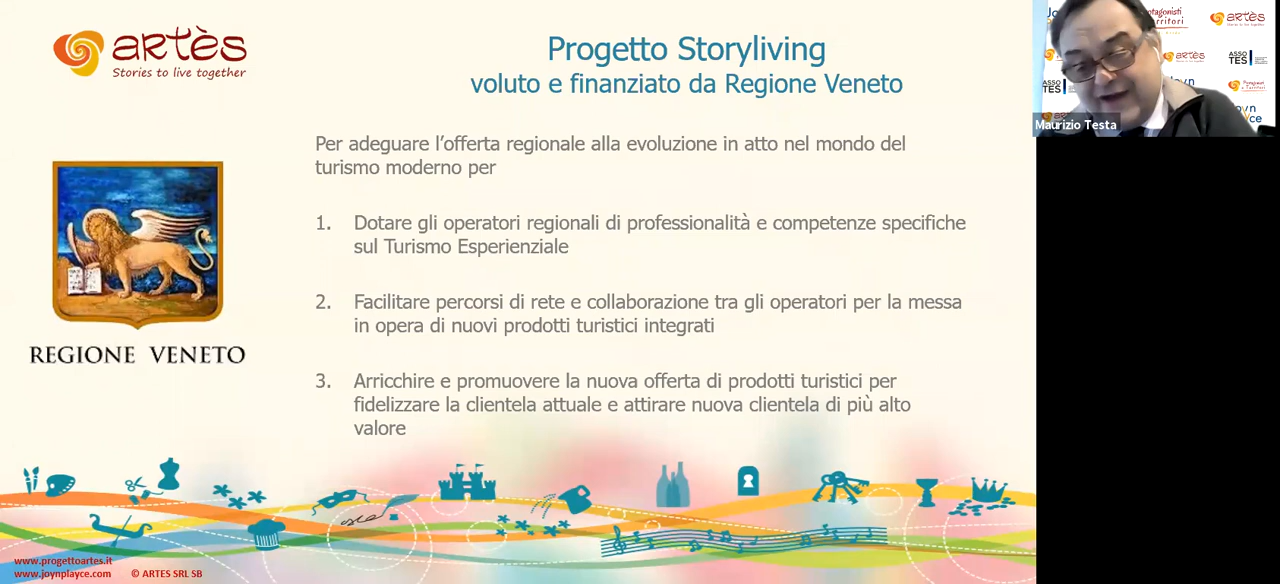 artès
Stories to live together
Progetto Storyliving
voluto e finanziato da Regione Veneto
Per adeguare l'offerta regionale alla evoluzione in atto nel mondo del
turismo moderno per
1. Dotare gli operatori regionali di professionalità e competenze specifiche
sul Turismo Esperienziale
2. Facilitare percorsi di rete e collaborazione tra gli operatori per la messa
in opera di nuovi prodotti turistici integrati
3. Arricchire e promuovere la nuova offerta di prodotti turistici per
fidelizzare la clientela attuale e attirare nuova clientela di più alto
valore
REGIONE VENETO
www.progettoartes.it
www.joynplayce.com © ARTES SRL SB
artès
artès
ASSO
TES
Maurizio Testa